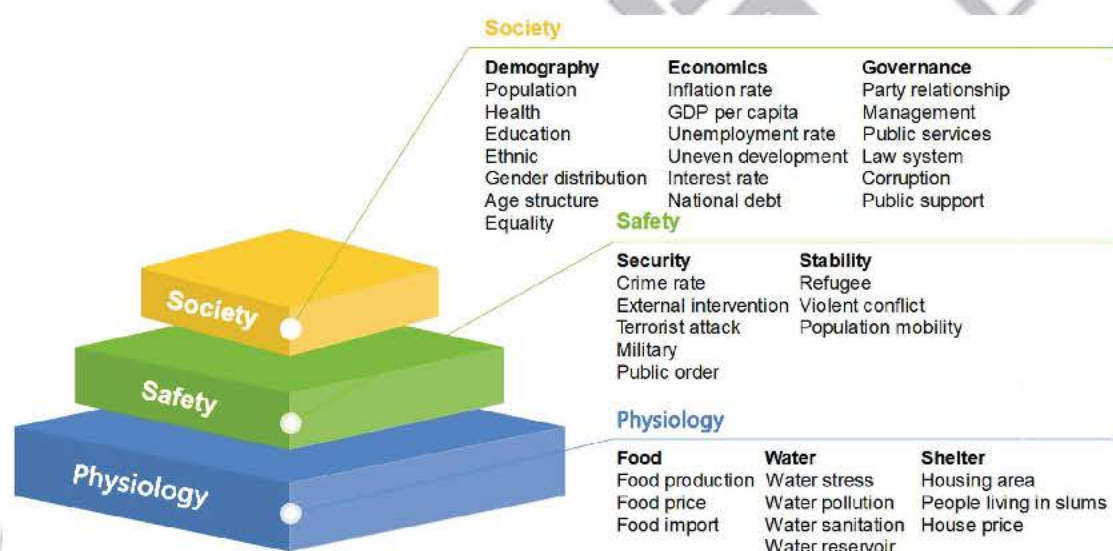 Society
Demography Economics Governance
Population Inflation rate Party relationship
Health GDP per capita Management
Education Unemployment rate Public services
Ethnic Uneven development Law system
Gender distribution Interest rate Corruption
Age structure National debt Public support
Equality
Safety
Security Stability
Crime rate Refugee
External intervention Violent conflict
Terrorist attack Population mobility
Military
Public order
Physiology
Food Water Shelter
Food production Water stress Housing area
Food price Water pollution People living in slums
Food import Water sanitation House price
Water reservoir
Society
Safety
Physiology